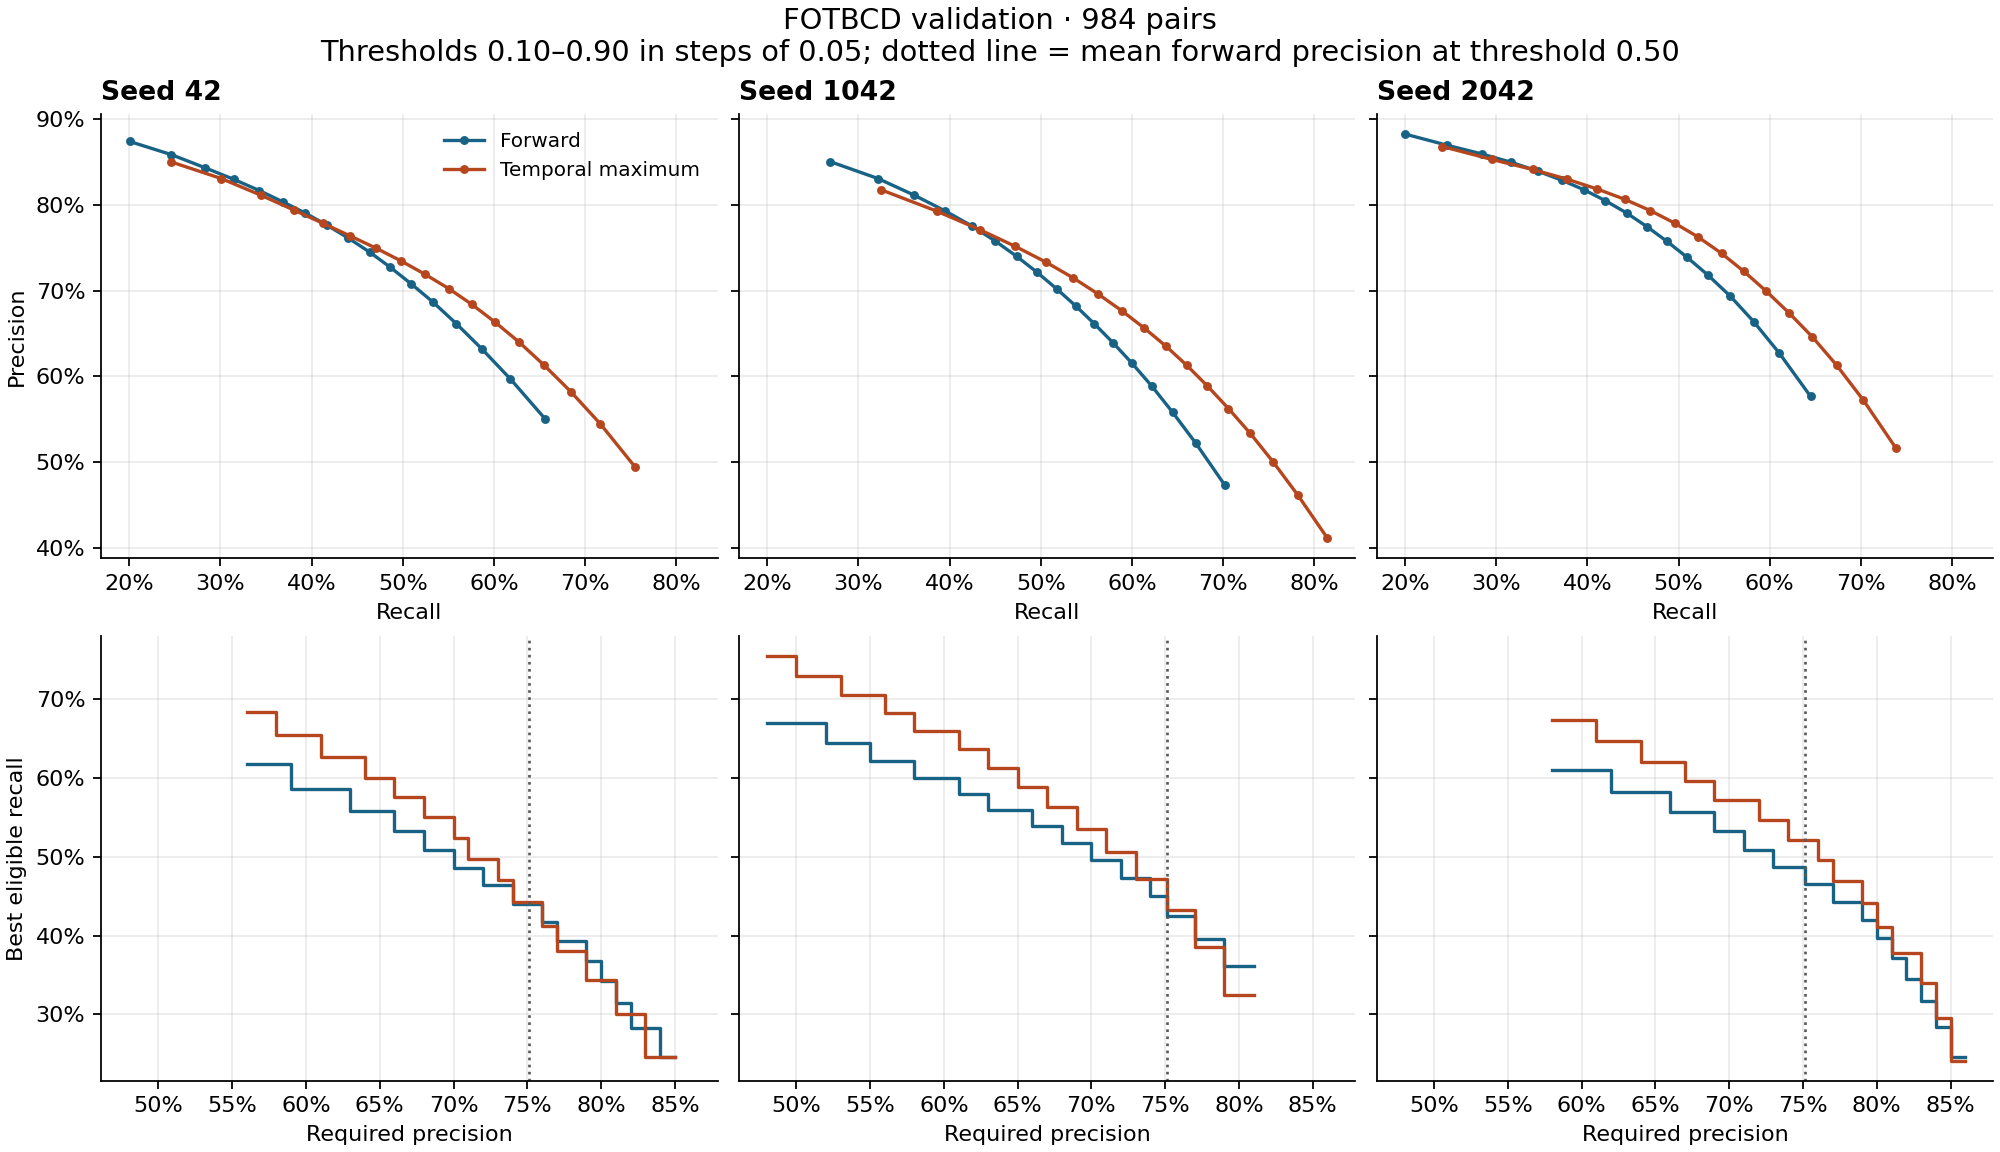 FOTBCD validation · 984 pairs
Thresholds 0.10–0.90 in steps of 0.05; dotted line = mean forward precision at threshold 0.50
Seed 42
Seed 1042
Seed 2042
Forward
Temporal maximum
Precision
90%
80%
70%
60%
50%
40%
20% 30% 40% 50% 60% 70% 80%
20% 30% 40% 50% 60% 70% 80%
20% 30% 40% 50% 60% 70% 80%
Recall
Recall
Recall
Best eligible recall
70%
60%
50%
40%
30%
50% 55% 60% 65% 70% 75% 80% 85%
50% 55% 60% 65% 70% 75% 80% 85%
50% 55% 60% 65% 70% 75% 80% 85%
Required precision
Required precision
Required precision